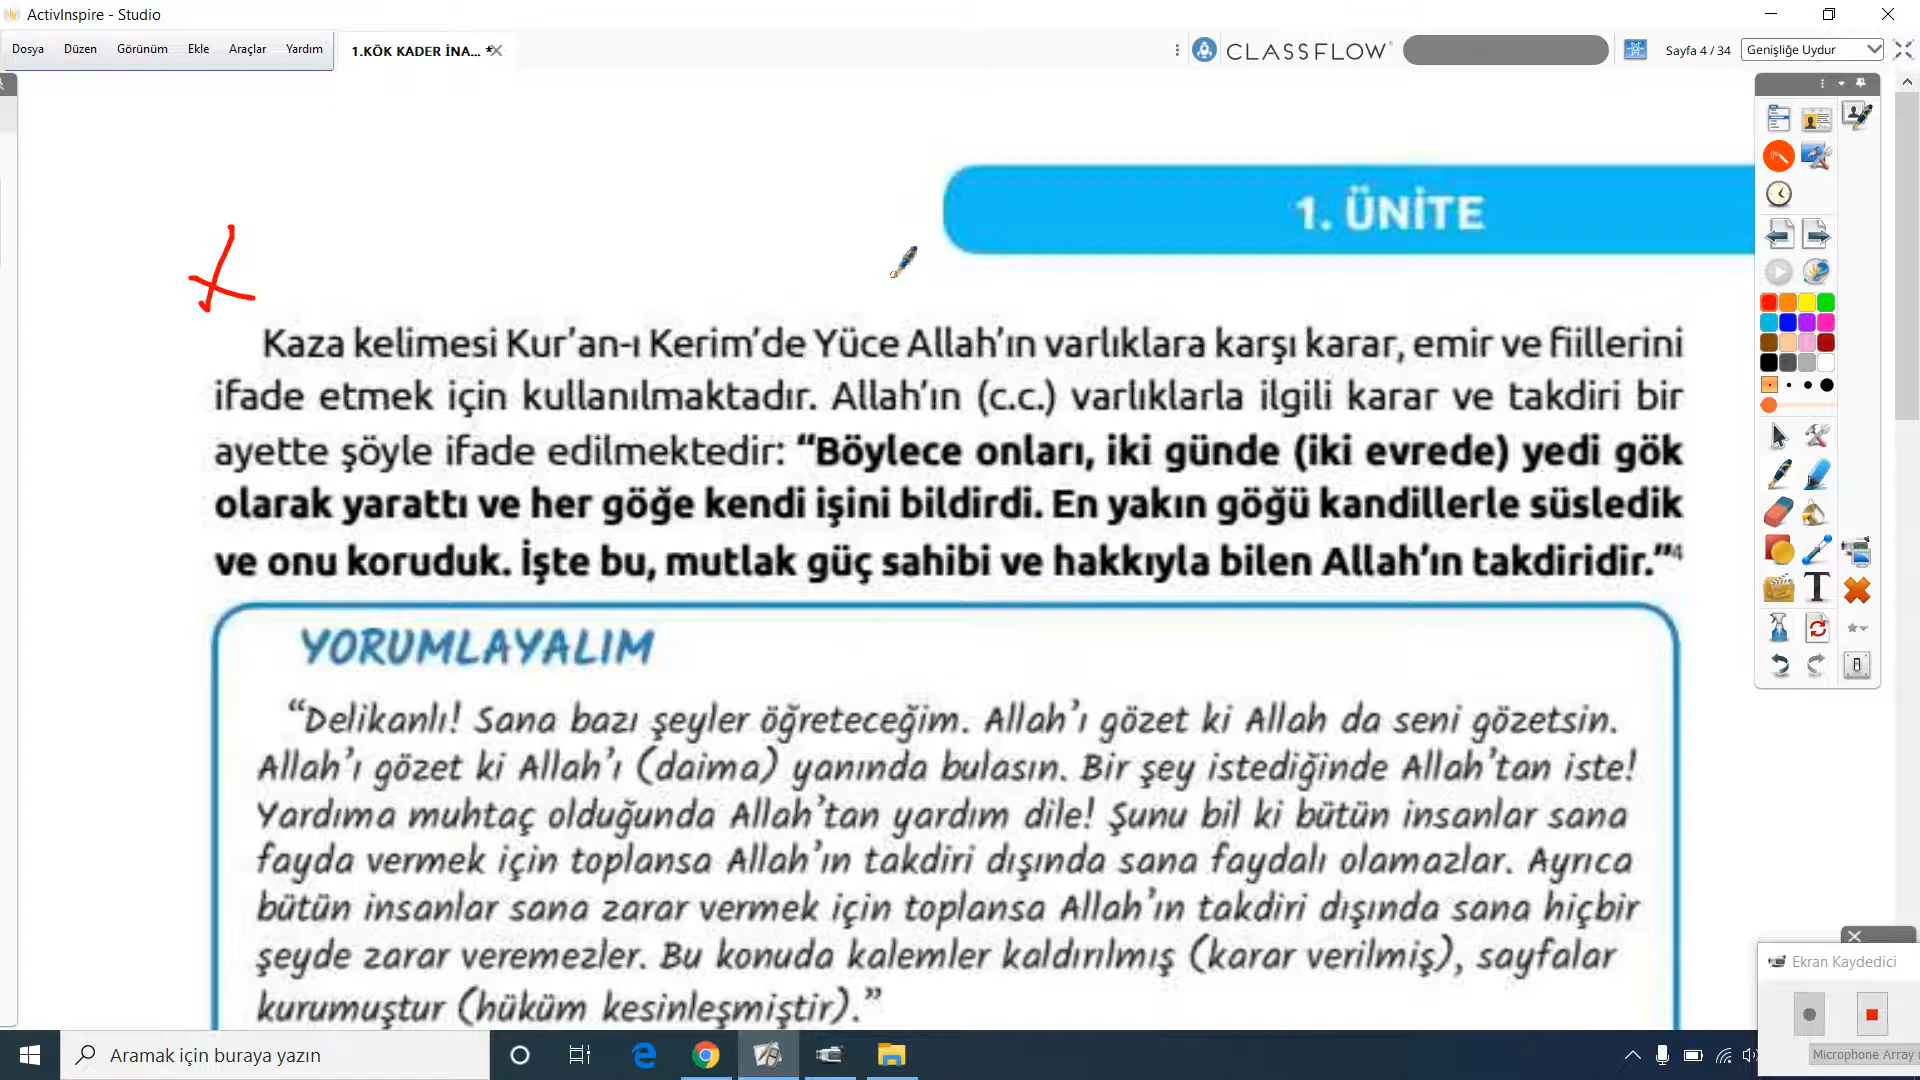 ActivInspire - Studio
Dosya Düzen Görünüm Ekle Araçlar Yardım
1.KÖK KADER İNA... *
CLASSFLOW
Sayfa 4 / 34
Genişliğe Uydur
1. ÜNİTE
Kaza kelimesi Kur’an-ı Kerim’de Yüce Allah’ın varlıklara karşı karar, emir ve fiillerini
ifade etmek için kullanılmaktadır. Allah’ın (c.c.) varlıklarla ilgili karar ve takdiri bir
ayette şöyle ifade edilmektedir: “Böylece onları, iki günde (iki evrede) yedi gök
olarak yarattı ve her göğe kendi işini bildirdi. En yakın göğü kandillerle süsledik
ve onu koruduk. İşte bu, mutlak güç sahibi ve hakkıyla bilen Allah’ın takdiridir.”4
YORUMLAYALIM
“Delikanlı! Sana bazı şeyler öğreteceğim. Allah’ı gözet ki Allah da seni gözetsin.
Allah’ı gözet ki Allah’ı (daima) yanında bulasın. Bir şey istediğinde Allah’tan iste!
Yardıma muhtaç olduğunda Allah’tan yardım dile! Şunu bil ki bütün insanlar sana
fayda vermek için toplansa Allah’ın takdiri dışında sana faydalı olamazlar. Ayrıca
bütün insanlar sana zarar vermek için toplansa Allah’ın takdiri dışında sana hiçbir
şeyde zarar veremezler. Bu konuda kalemler kaldırılmış (karar verilmiş), sayfalar
kurumuştur (hüküm kesinleşmiştir).”
Ekran Kaydedici
Microphone Array
Aramak için buraya yazın